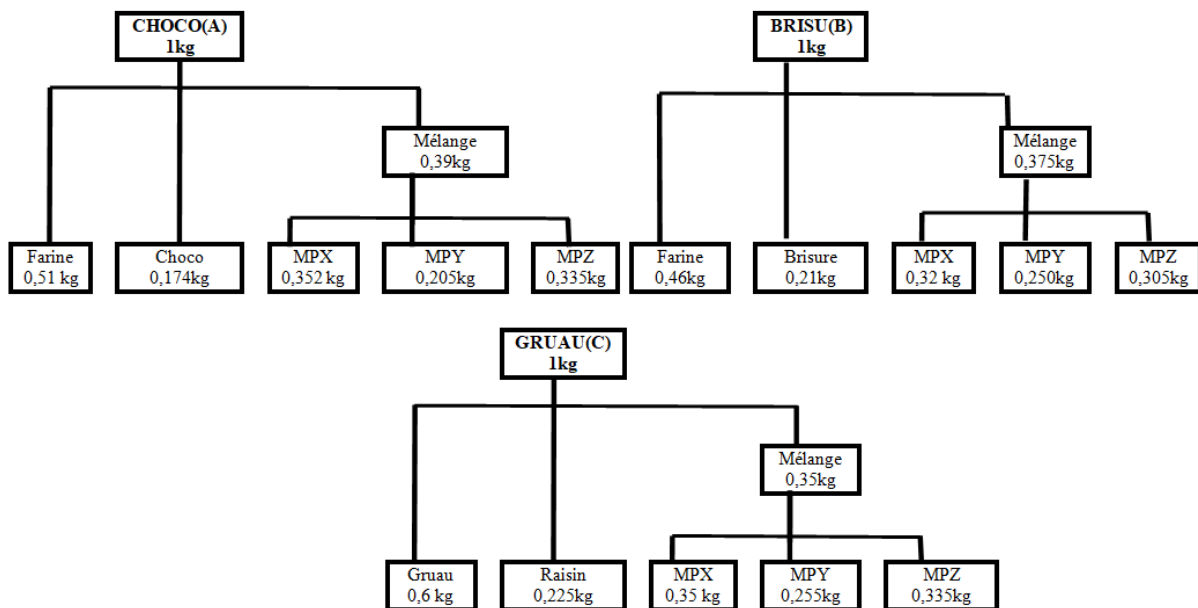 CHOCO(A)
1kg
BRISU(B)
1kg
Mélange
0,39kg
Mélange
0,375kg
Farine
0,51 kg
Choco
0,174kg
MPX
0,352 kg
MPY
0,205kg
MPZ
0,335kg
Farine
0,46kg
Brisure
0,21kg
MPX
0,32 kg
MPY
0,250kg
MPZ
0,305kg
GRUAU(C)
1kg
Mélange
0,35kg
Gruau
0,6 kg
Raisin
0,225kg
MPX
0,35 kg
MPY
0,255kg
MPZ
0,335kg